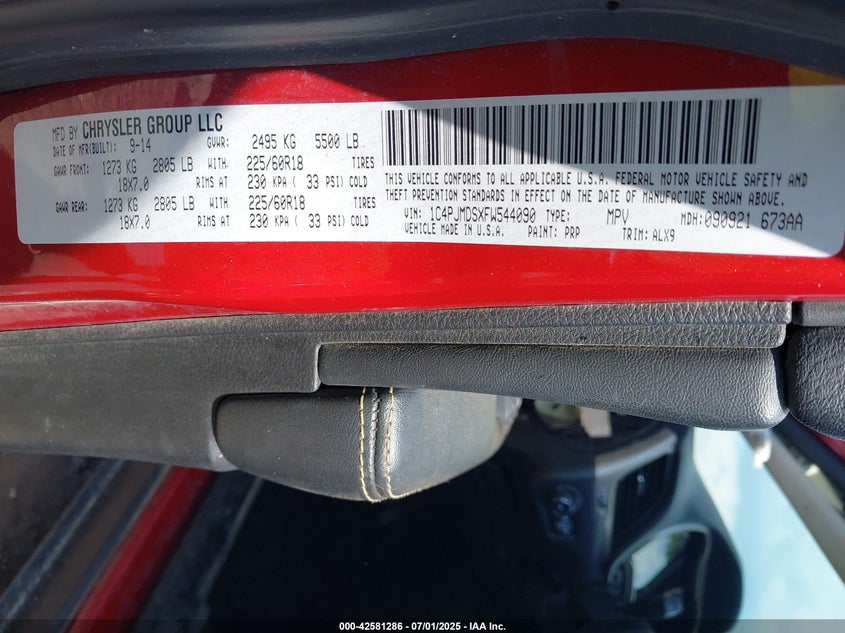 MFD BY CHRYSLER GROUP LLC
DATE OF MFR(BUILT): 9-14 GVWR: 2495 KG 5500 LB
GAWR FRONT: 1273 KG 2805 LB WITH 225/60R18 TIRES
18X7.0 RIMS AT 230 KPA ( 33 PSI) COLD
GAWR REAR: 1273 KG 2805 LB WITH 225/60R18 TIRES
18X7.0 RIMS AT 230 KPA ( 33 PSI) COLD
THIS VEHICLE CONFORMS TO ALL APPLICABLE U.S.A. FEDERAL MOTOR VEHICLE SAFETY AND
THEFT PREVENTION STANDARDS IN EFFECT ON THE DATE OF MANUFACTURE SHOWN ABOVE.
VIN: 1C4PJMDSXFW544090 TYPE: MPV MDH:090921 673AA
VEHICLE MADE IN U.S.A. PAINT: PRP TRIM: ALX9
000-42581286 - 07/01/2025 - IAA Inc.